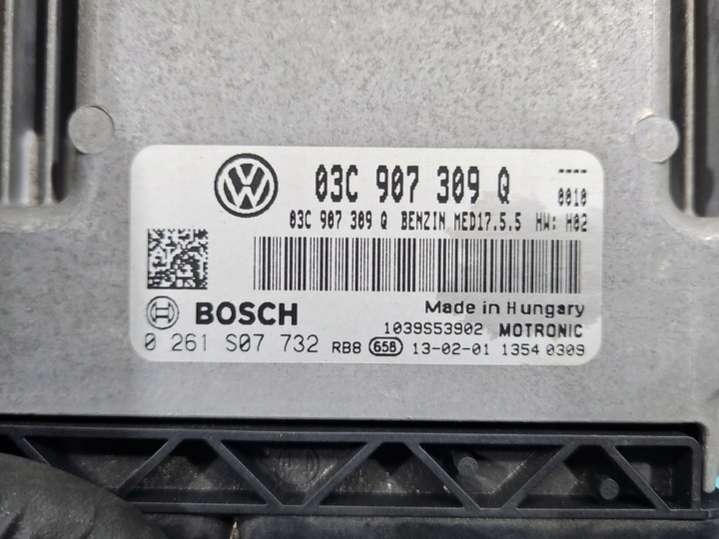 03C 907 309 Q ----
0010
03C 907 309 Q BENZIN MED17.5.5 HW: H02
BOSCH Made in Hungary
1039S53902 MOTRONIC
0 261 S07 732 RB8 658 13-02-01 1354 0309